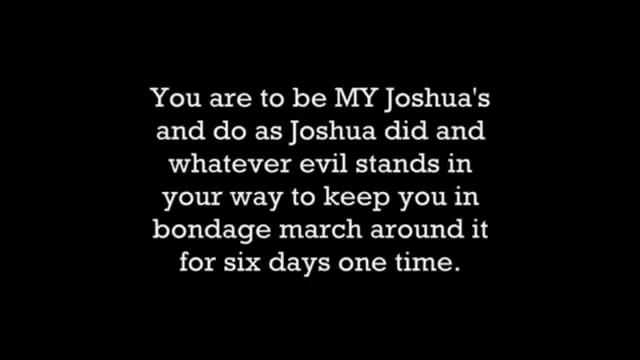 You are to be MY Joshua's
and do as Joshua did and
whatever evil stands in
your way to keep you in
bondage march around it
for six days one time.